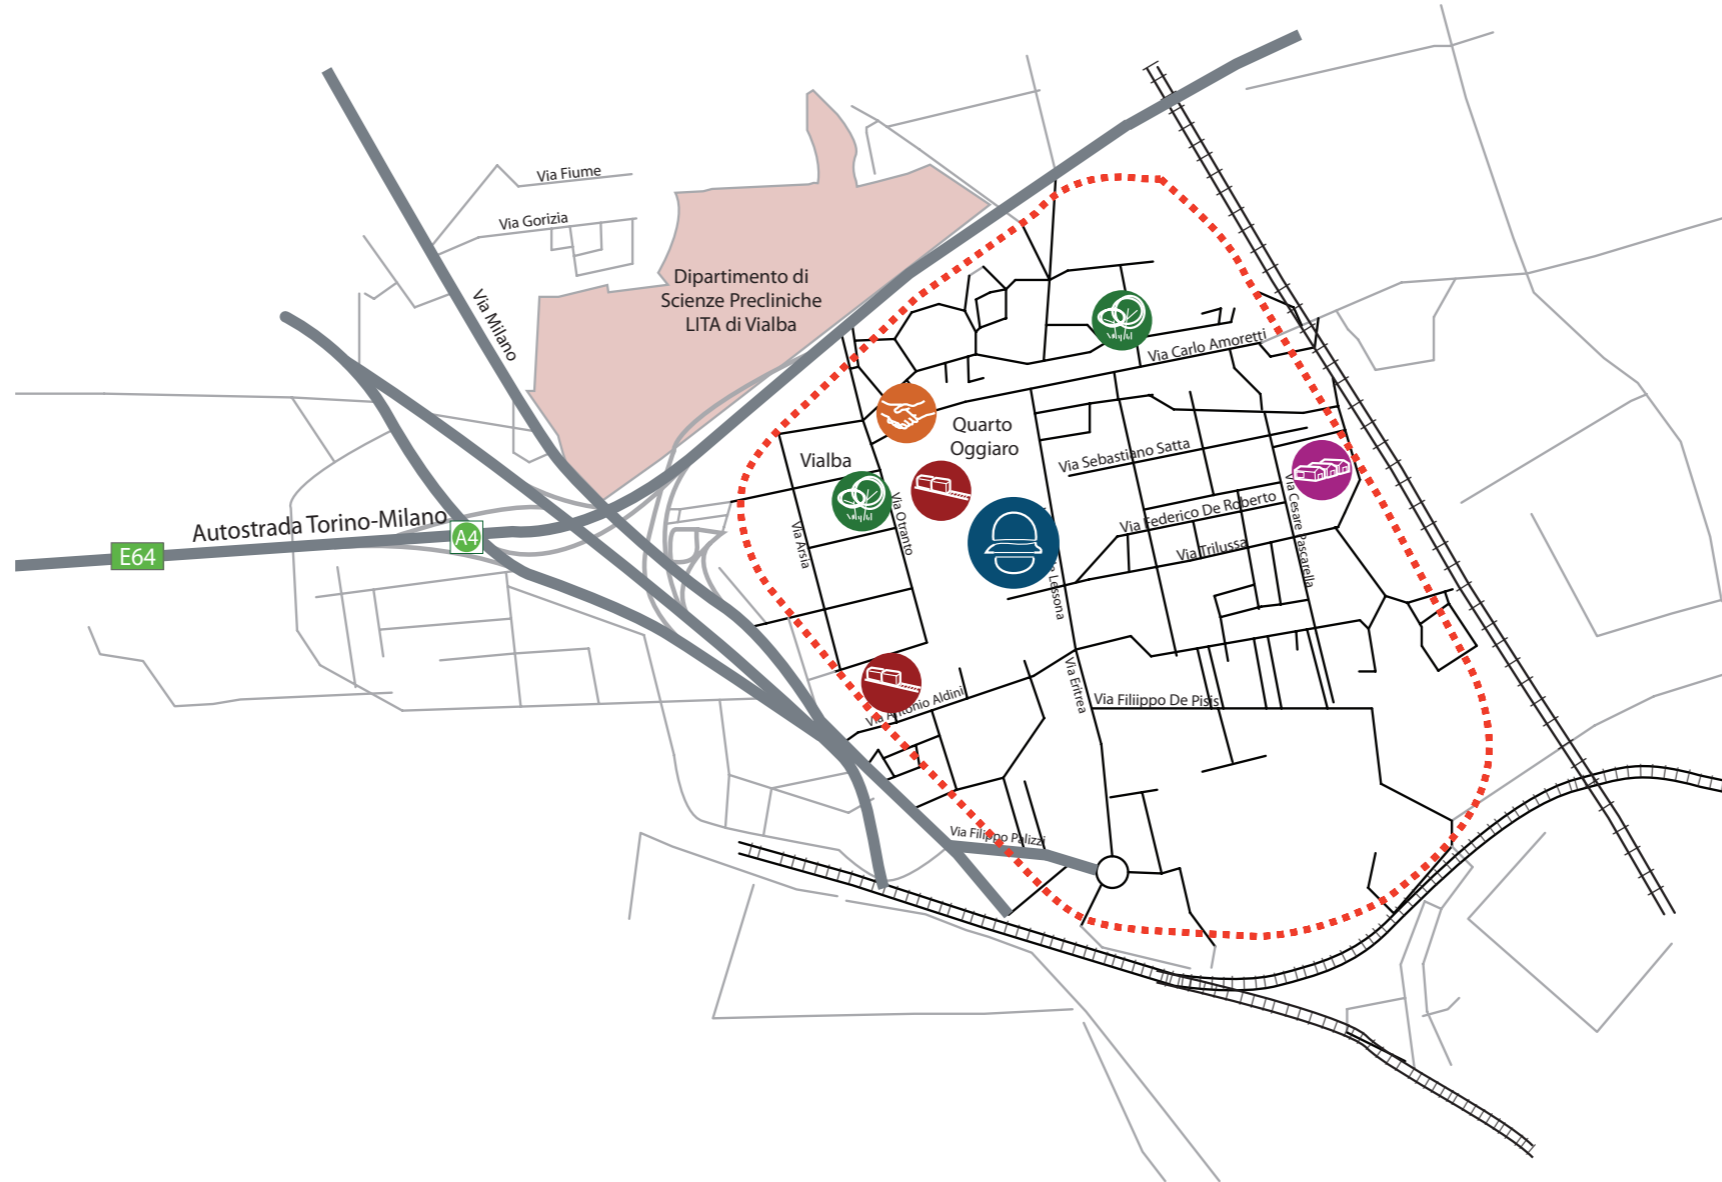 Via Fiume
Via Gorizia
Via Milano
Dipartimento di
Scienze Precliniche
LITA di Vialba
Via Carlo Amoretti
Quarto
Oggiaro
Vialba
Via Sebastiano Satta
Via Otranto
Via Arsia
Via Federico De Roberto
Via Cesare Pascarella
Via Trilussa
Autostrada Torino-Milano
A4
E64
Lessona
Via Eritrea
Via Antonio Aldini
Via Filiippo De Pisis
Via Filippo Palizzi